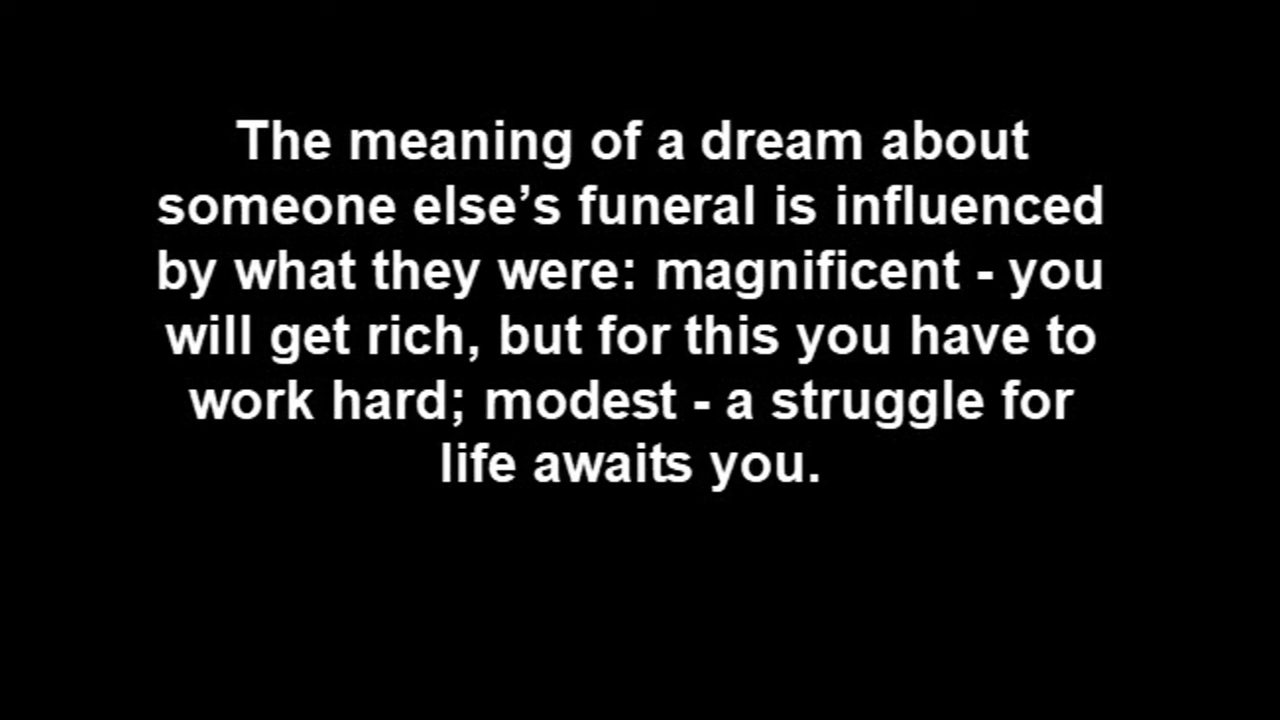 The meaning of a dream about
someone else’s funeral is influenced
by what they were: magnificent - you
will get rich, but for this you have to
work hard; modest - a struggle for
life awaits you.